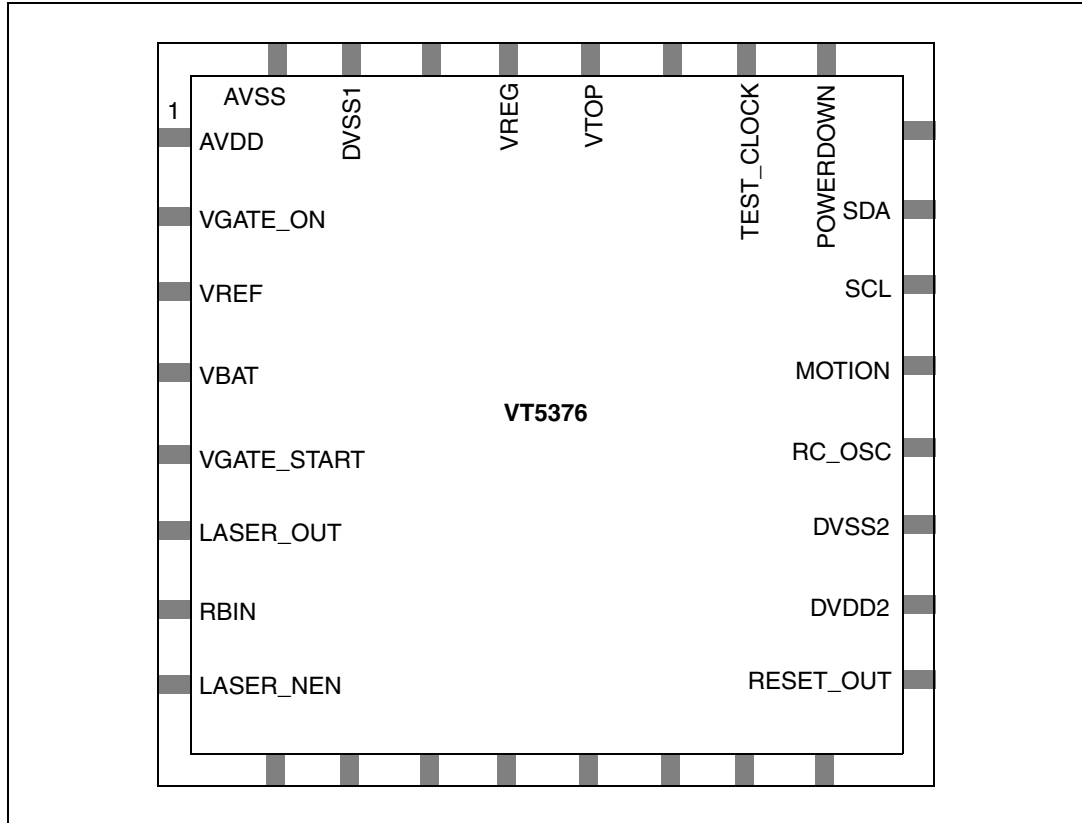 AVSS
DVSS1
VREG
VTOP
TEST_CLOCK
POWERDOWN
1
AVDD
VGATE_ON
SDA
VREF
SCL
VBAT
MOTION
VT5376
VGATE_START
RC_OSC
LASER_OUT
DVSS2
RBIN
DVDD2
LASER_NEN
RESET_OUT